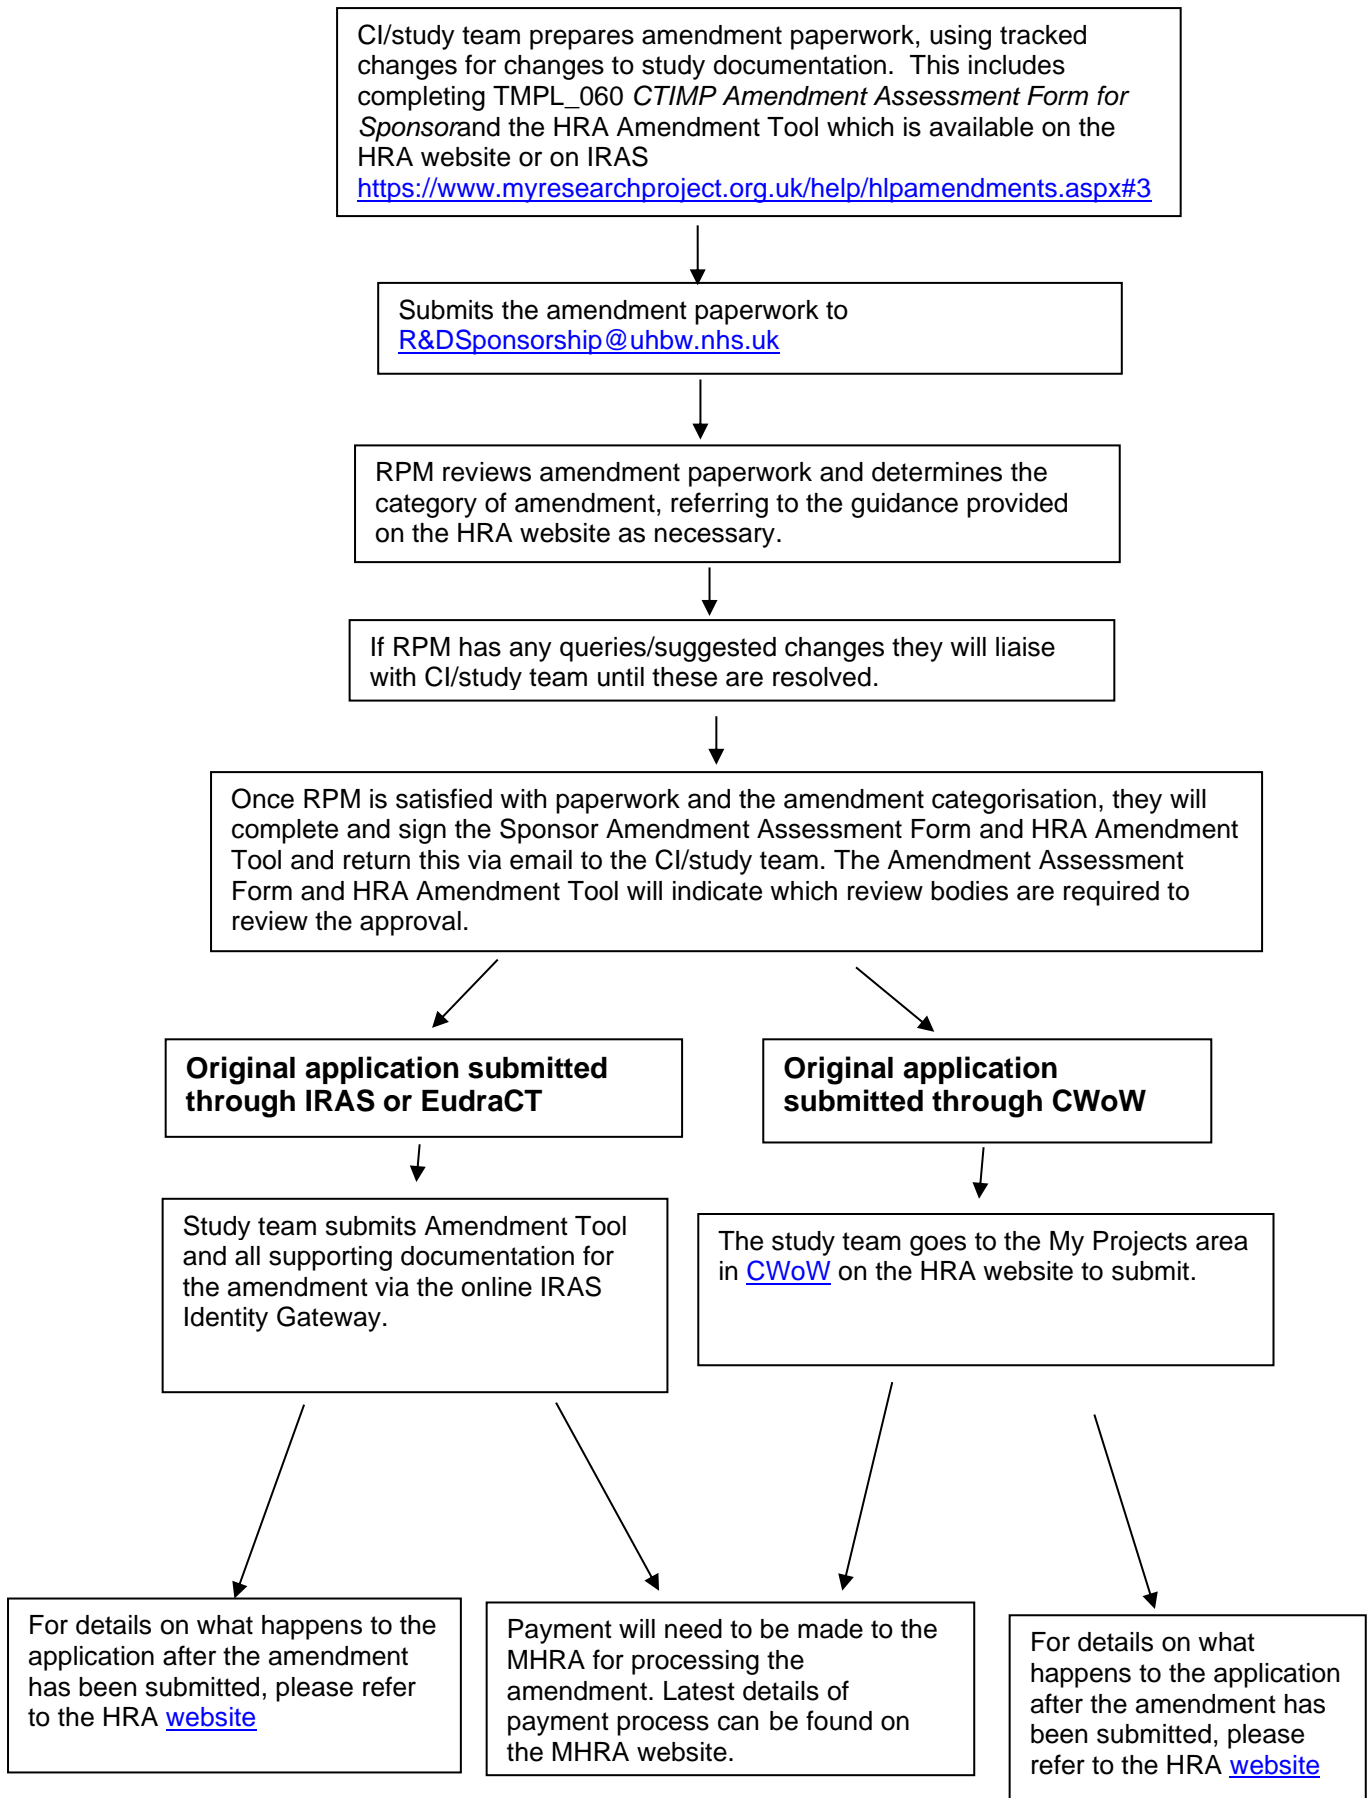 CI/study team prepares amendment paperwork, using tracked
changes for changes to study documentation.  This includes
completing TMPL_060 CTIMP Amendment Assessment Form for
Sponsorand the HRA Amendment Tool which is available on the
HRA website or on IRAS
https://www.myresearchproject.org.uk/help/hlpamendments.aspx#3
Submits the amendment paperwork to
R&DSponsorship@uhbw.nhs.uk
RPM reviews amendment paperwork and determines the
category of amendment, referring to the guidance provided
on the HRA website as necessary.
If RPM has any queries/suggested changes they will liaise
with CI/study team until these are resolved.
Once RPM is satisfied with paperwork and the amendment categorisation, they will
complete and sign the Sponsor Amendment Assessment Form and HRA Amendment
Tool and return this via email to the CI/study team. The Amendment Assessment
Form and HRA Amendment Tool will indicate which review bodies are required to
review the approval.
Original application submitted
through IRAS or EudraCT
Original application
submitted through CWoW
Study team submits Amendment Tool
and all supporting documentation for
the amendment via the online IRAS
Identity Gateway.
The study team goes to the My Projects area
in CWoW on the HRA website to submit.
For details on what happens to the
application after the amendment
has been submitted, please refer
to the HRA website
Payment will need to be made to the
MHRA for processing the
amendment. Latest details of
payment process can be found on
the MHRA website.
For details on what
happens to the application
after the amendment has
been submitted, please
refer to the HRA website